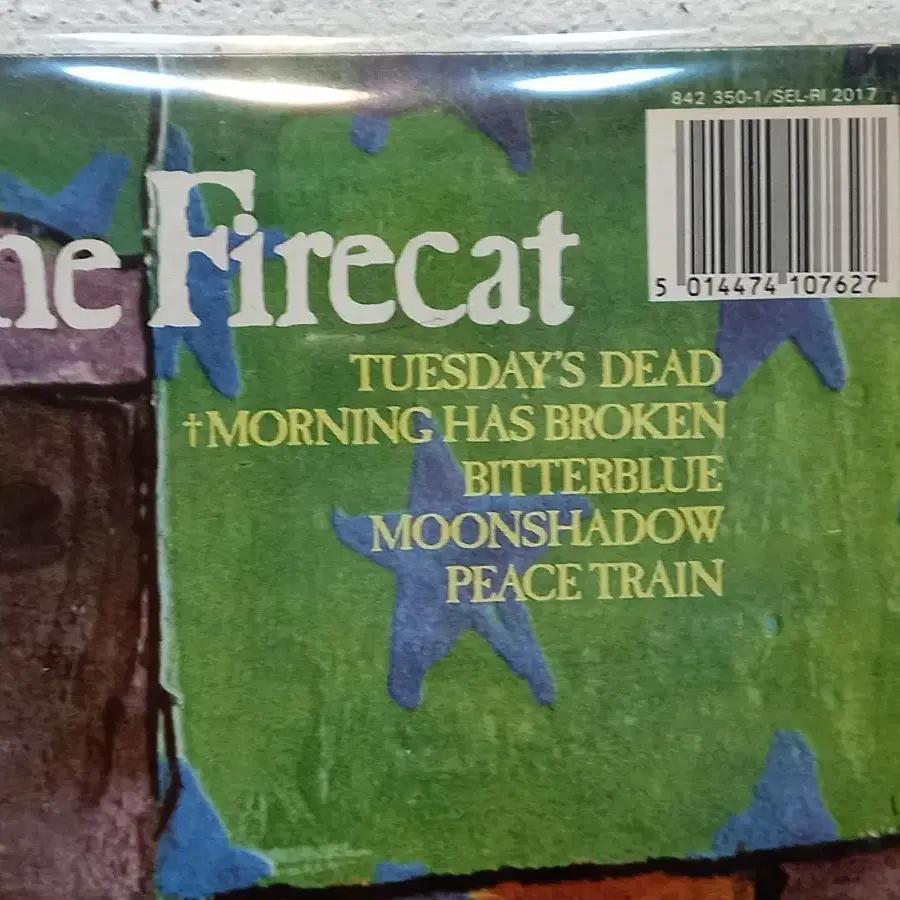 842 350-1/SEL-RI 2017
5 014474 107627
he Firecat
TUESDAY'S DEAD
†MORNING HAS BROKEN
BITTERBLUE
MOONSHADOW
PEACE TRAIN